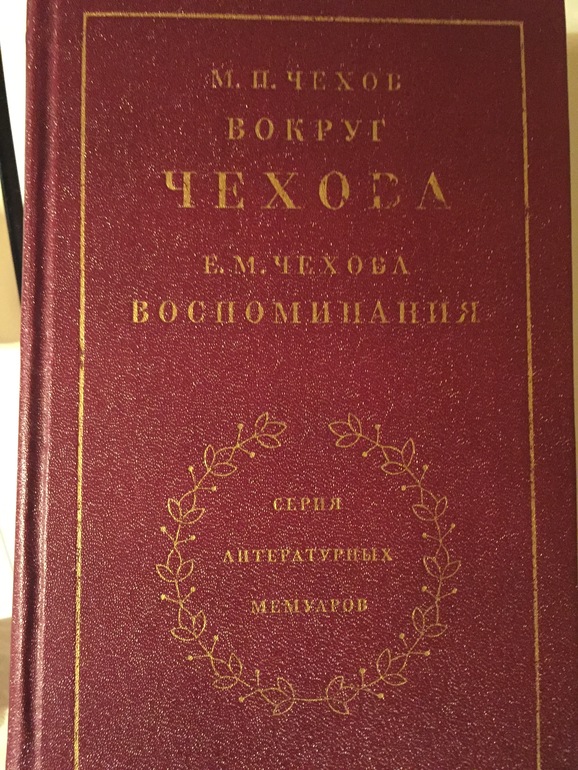 М. П. ЧЕХОВ
ВОКРУГ
ЧЕХОВА
Е. М. ЧЕХОВА
ВОСПОМИНАНИЯ
СЕРИЯ
ЛИТЕРАТУРНЫХ
МЕМУАРОВ